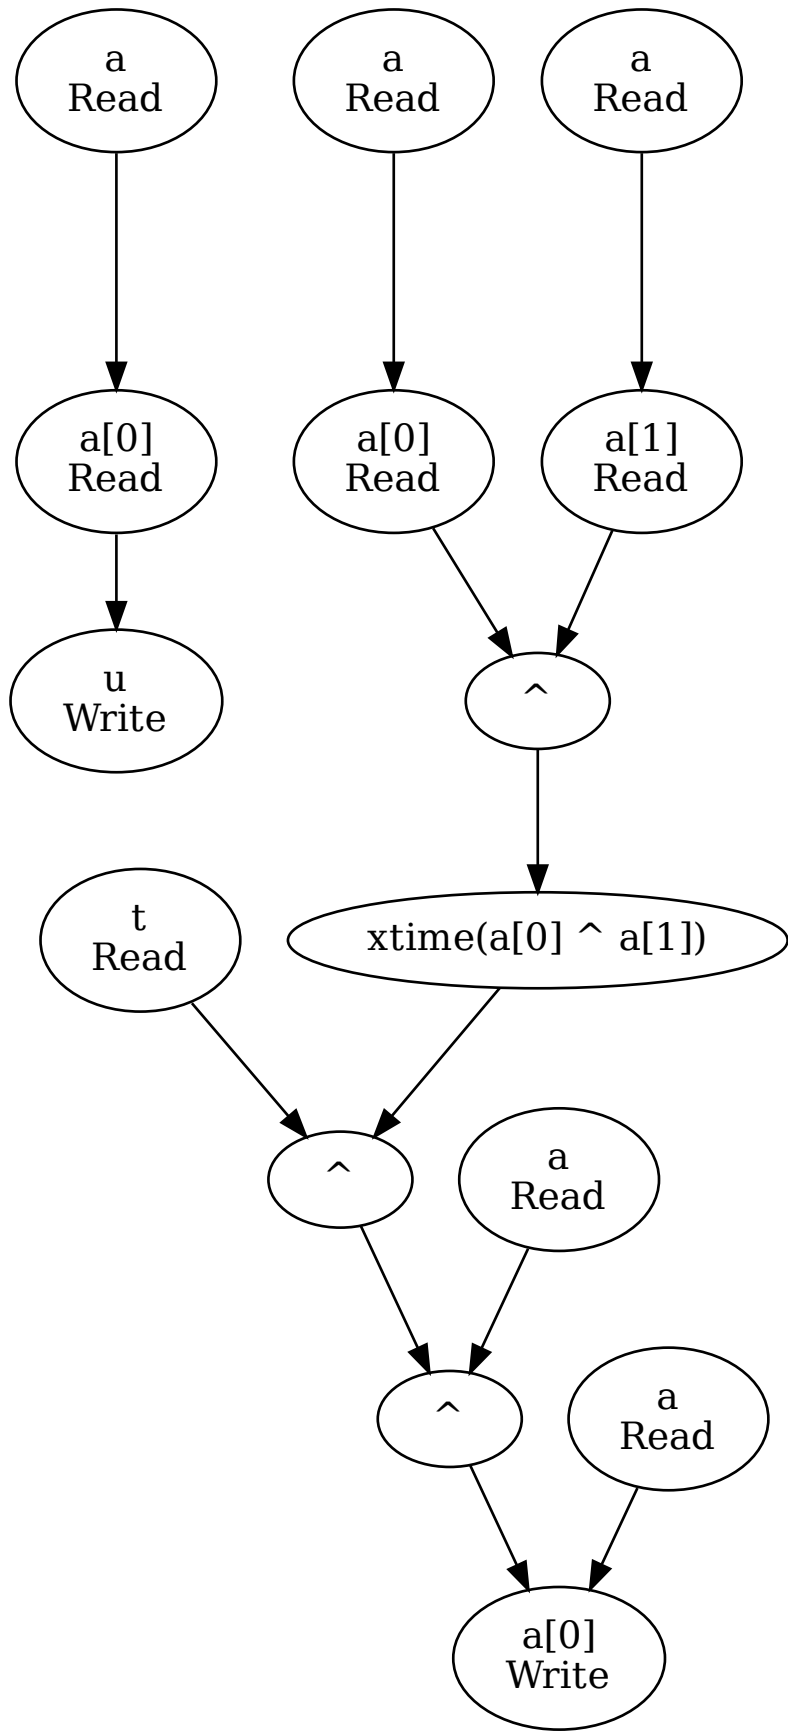 a
Read
a
Read
a
Read
a[0]
Read
a[0]
Read
a[1]
Read
u
Write
^
t
Read
xtime(a[0] ^ a[1])
^
a
Read
^
a
Read
a[0]
Write